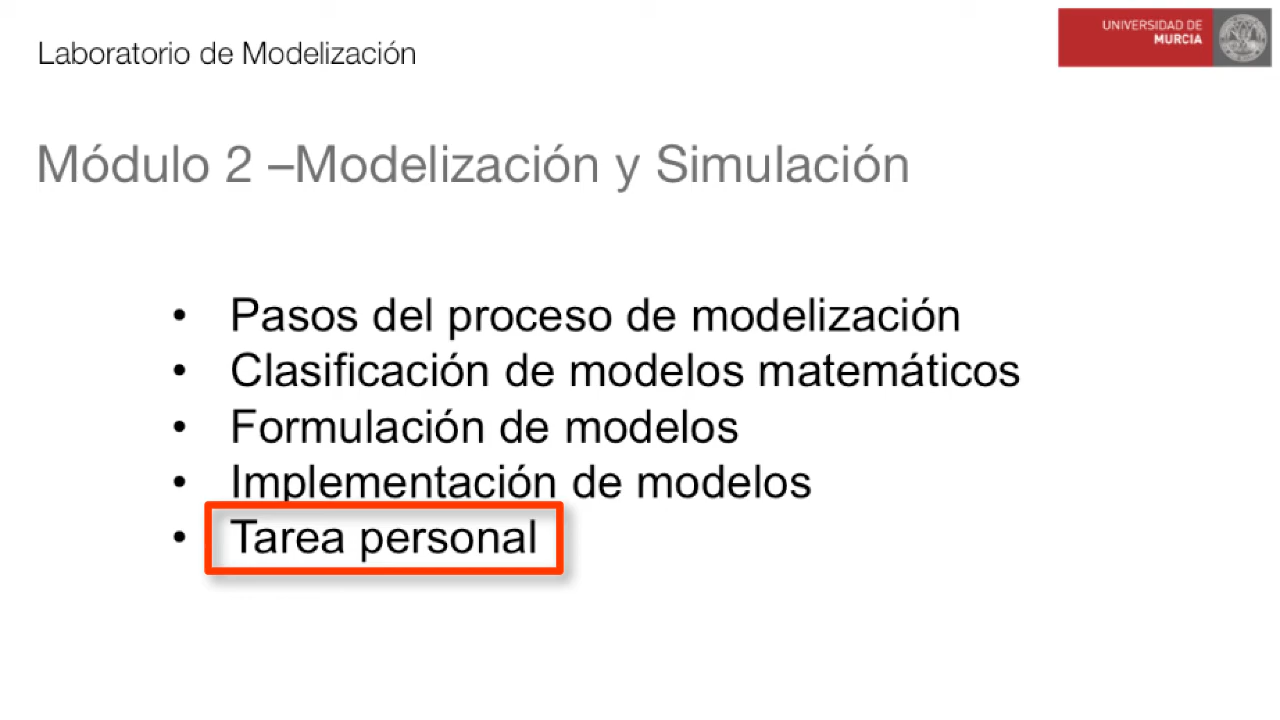 Laboratorio de Modelización
UNIVERSIDAD DE
MURCIA
Módulo 2 –Modelización y Simulación
• Pasos del proceso de modelización
• Clasificación de modelos matemáticos
• Formulación de modelos
• Implementación de modelos
• Tarea personal